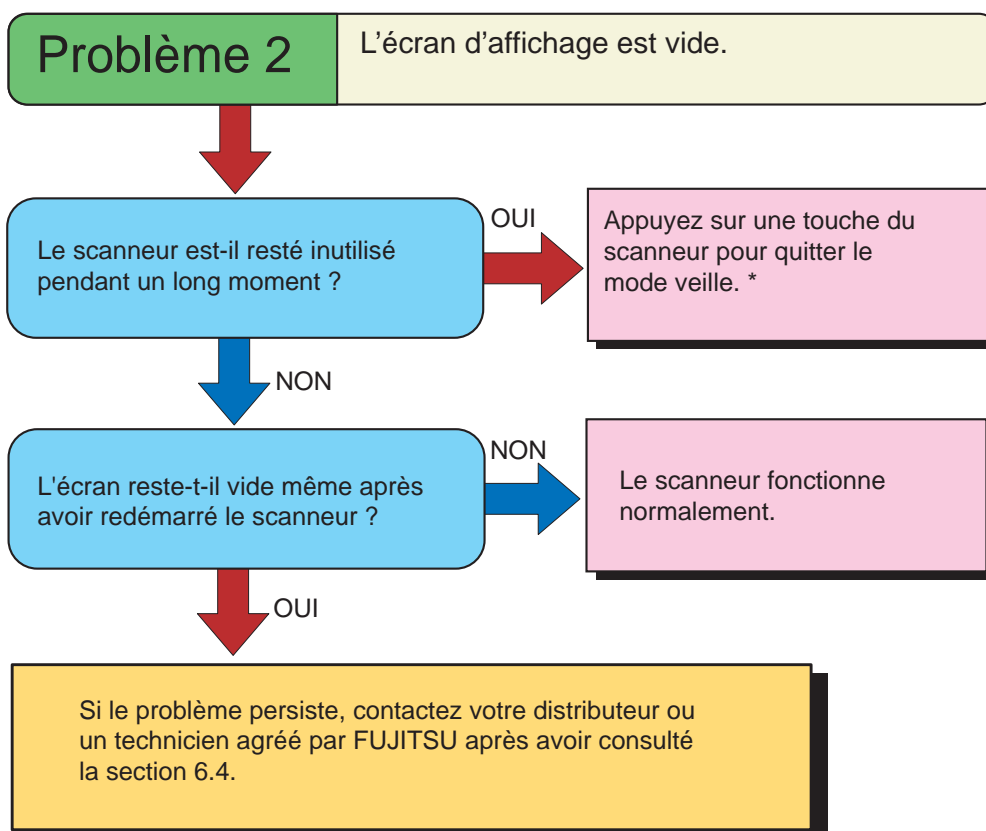 Problème 2
L'écran d'affichage est vide.
Le scanneur est-il resté inutilisé
pendant un long moment ?
OUI
Appuyez sur une touche du
scanneur pour quitter le
mode veille. *
NON
L'écran reste-t-il vide même après
avoir redémarré le scanneur ?
NON
Le scanneur fonctionne
normalement.
OUI
Si le problème persiste, contactez votre distributeur ou
un technicien agréé par FUJITSU après avoir consulté
la section 6.4.